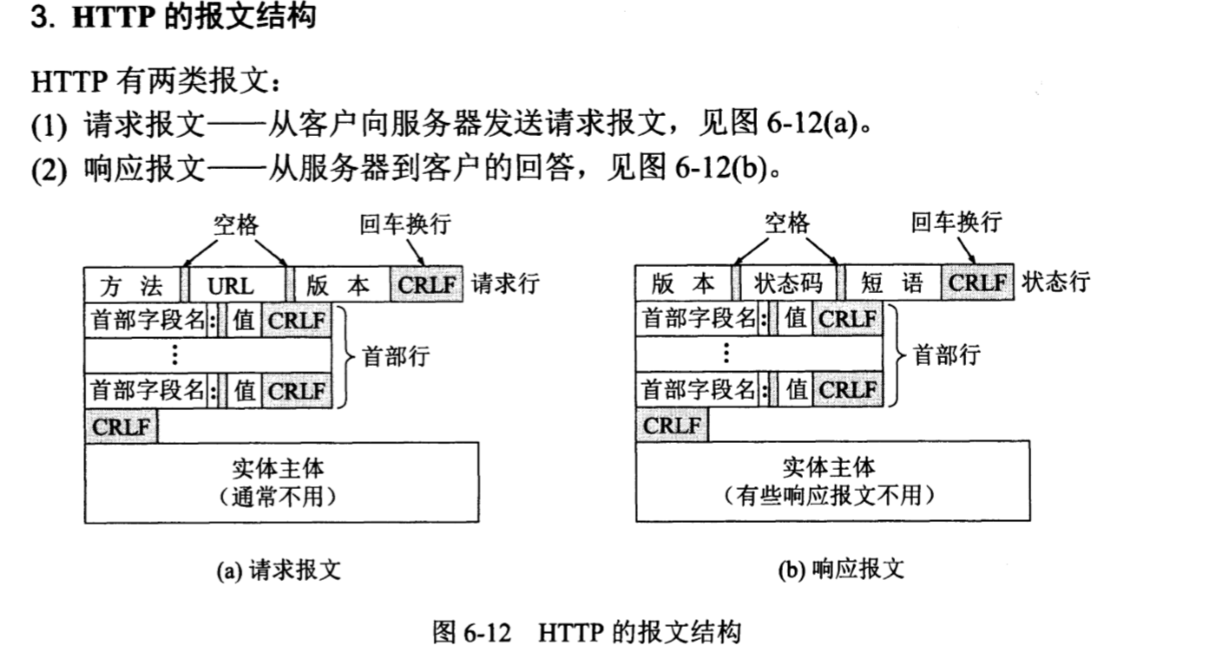 3. HTTP 的报文结构
HTTP 有两类报文：
(1) 请求报文——从客户向服务器发送请求报文，见图 6-12(a)。
(2) 响应报文——从服务器到客户的回答，见图 6-12(b)。
空格 回车换行
方 法 URL 版 本 CRLF 请求行
首部字段名: 值 CRLF
⋮ 首部行
首部字段名: 值 CRLF
CRLF
实体主体
（通常不用）
(a) 请求报文
空格 回车换行
版 本 状态码 短 语 CRLF 状态行
首部字段名: 值 CRLF
⋮ 首部行
首部字段名: 值 CRLF
CRLF
实体主体
（有些响应报文不用）
(b) 响应报文
图 6-12 HTTP 的报文结构